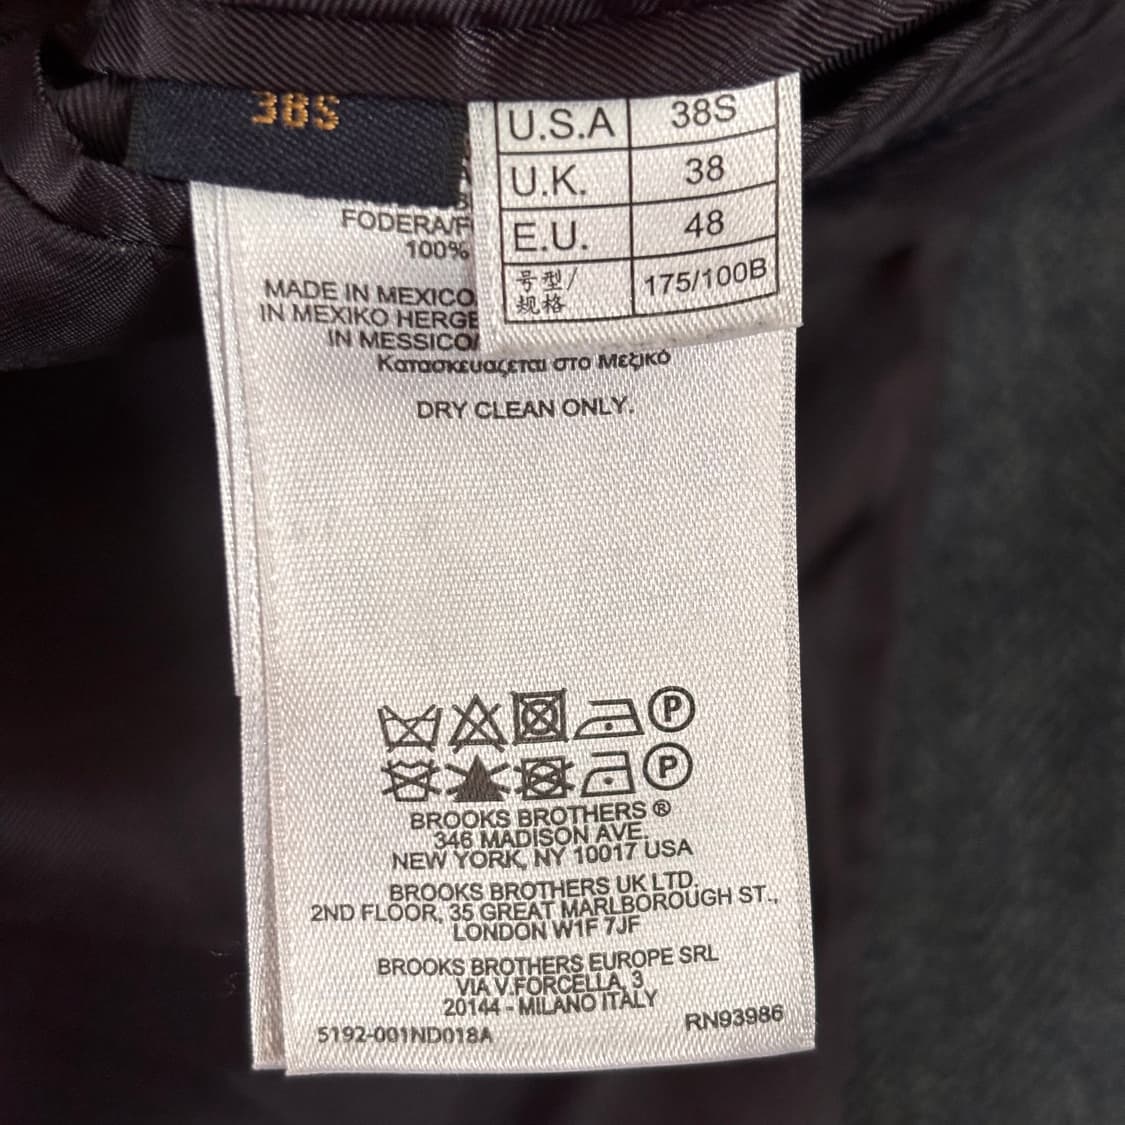 38S
U.S.A 38S
U.K. 38
E.U. 48
号型/
规格 175/100B
FODERA/F
100%
MADE IN MEXICO
IN MEXIKO HERGE
IN MESSICO/
Κατασκευάζεται στο Μεξικό
DRY CLEAN ONLY.
P
P
BROOKS BROTHERS ®
346 MADISON AVE.
NEW YORK, NY 10017 USA
BROOKS BROTHERS UK LTD.
2ND FLOOR, 35 GREAT MARLBOROUGH ST.,
LONDON W1F 7JF
BROOKS BROTHERS EUROPE SRL
VIA V.FORCELLA, 3
20144 - MILANO ITALY
5192-001ND018A RN93986